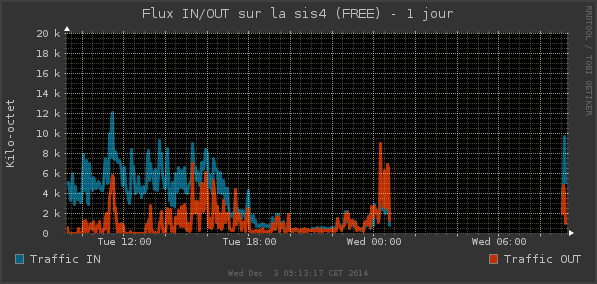 Flux IN/OUT sur la sis4 (FREE) - 1 jour
RRDTOOL / TOBI OETIKER
Kilo-octet
20 k
18 k
16 k
14 k
12 k
10 k
8 k
6 k
4 k
2 k
0
Tue 12:00 Tue 18:00 Wed 00:00 Wed 06:00
Traffic IN Traffic OUT
Wed Dec 3 09:13:17 CET 2014